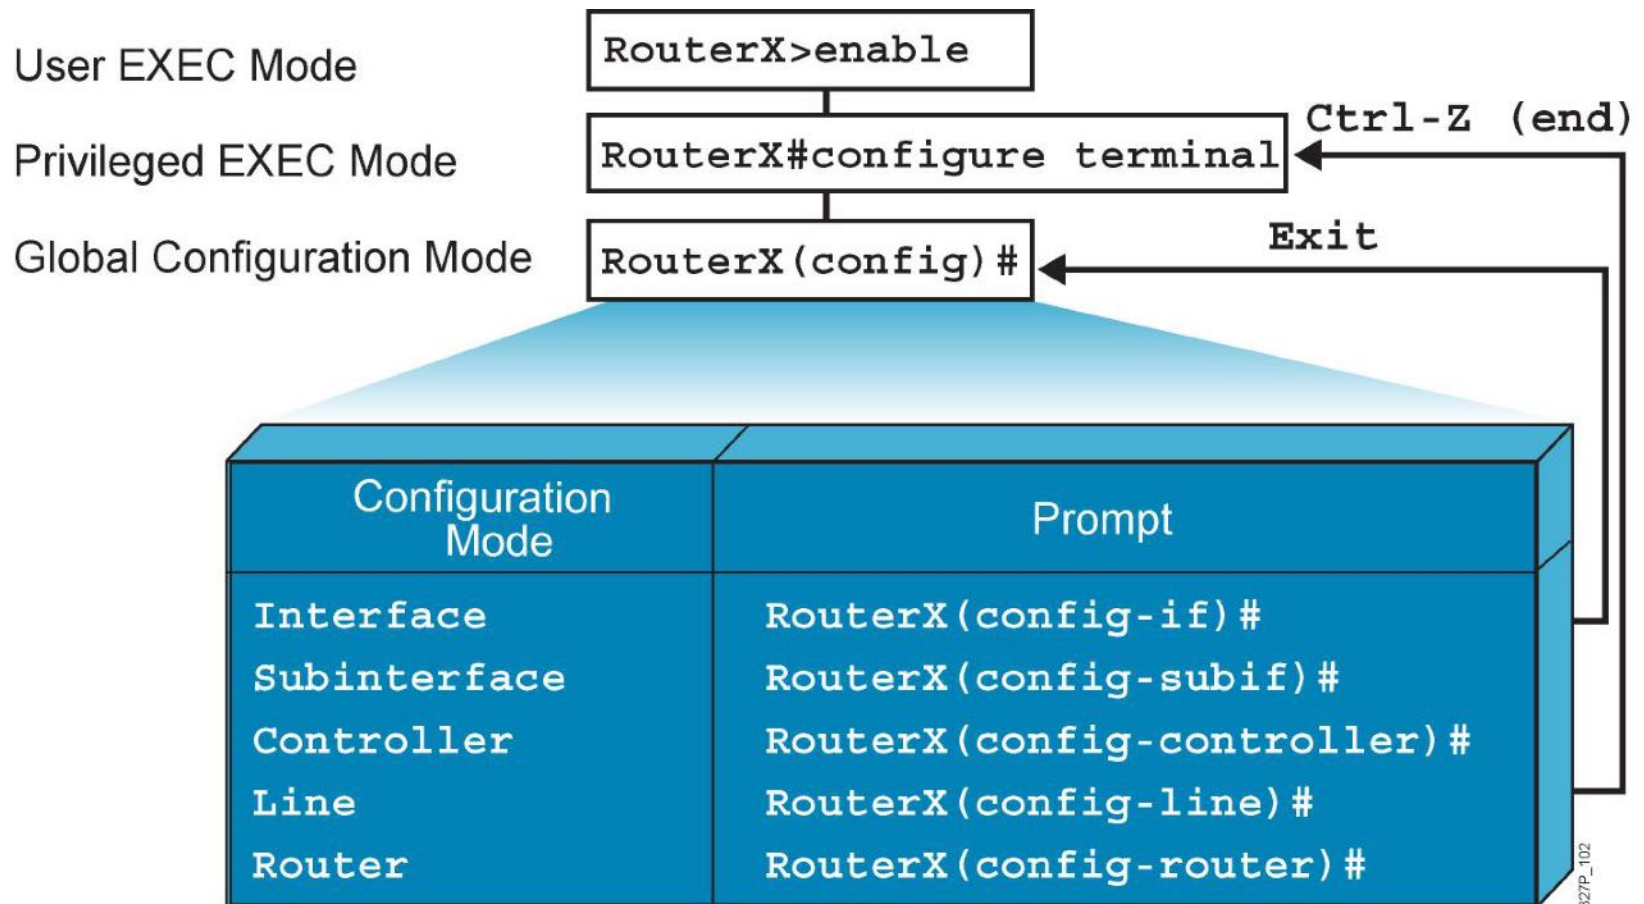 User EXEC Mode
RouterX>enable
Privileged EXEC Mode
RouterX#configure terminal
Ctrl-Z (end)
Global Configuration Mode
RouterX(config)#
Exit
Configuration
Mode
Prompt
Interface
RouterX(config-if)#
Subinterface
RouterX(config-subif)#
Controller
RouterX(config-controller)#
Line
RouterX(config-line)#
Router
RouterX(config-router)#
327P_102